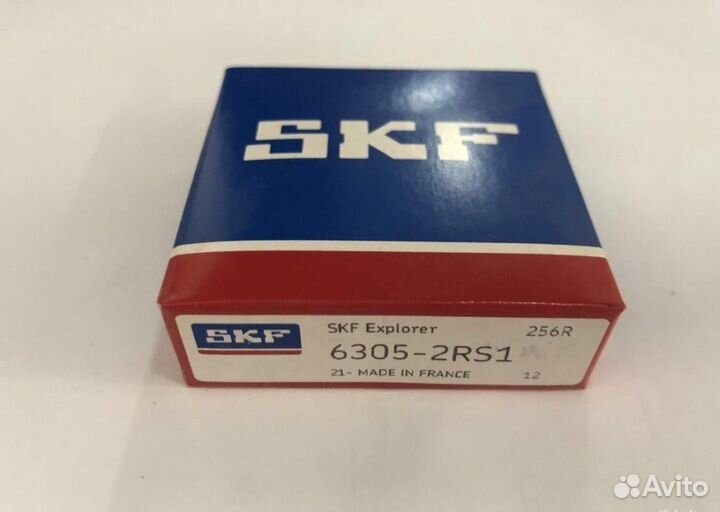 SKF
SKF
SKF Explorer 256R
6305-2RS1
21- MADE IN FRANCE 12
Avito